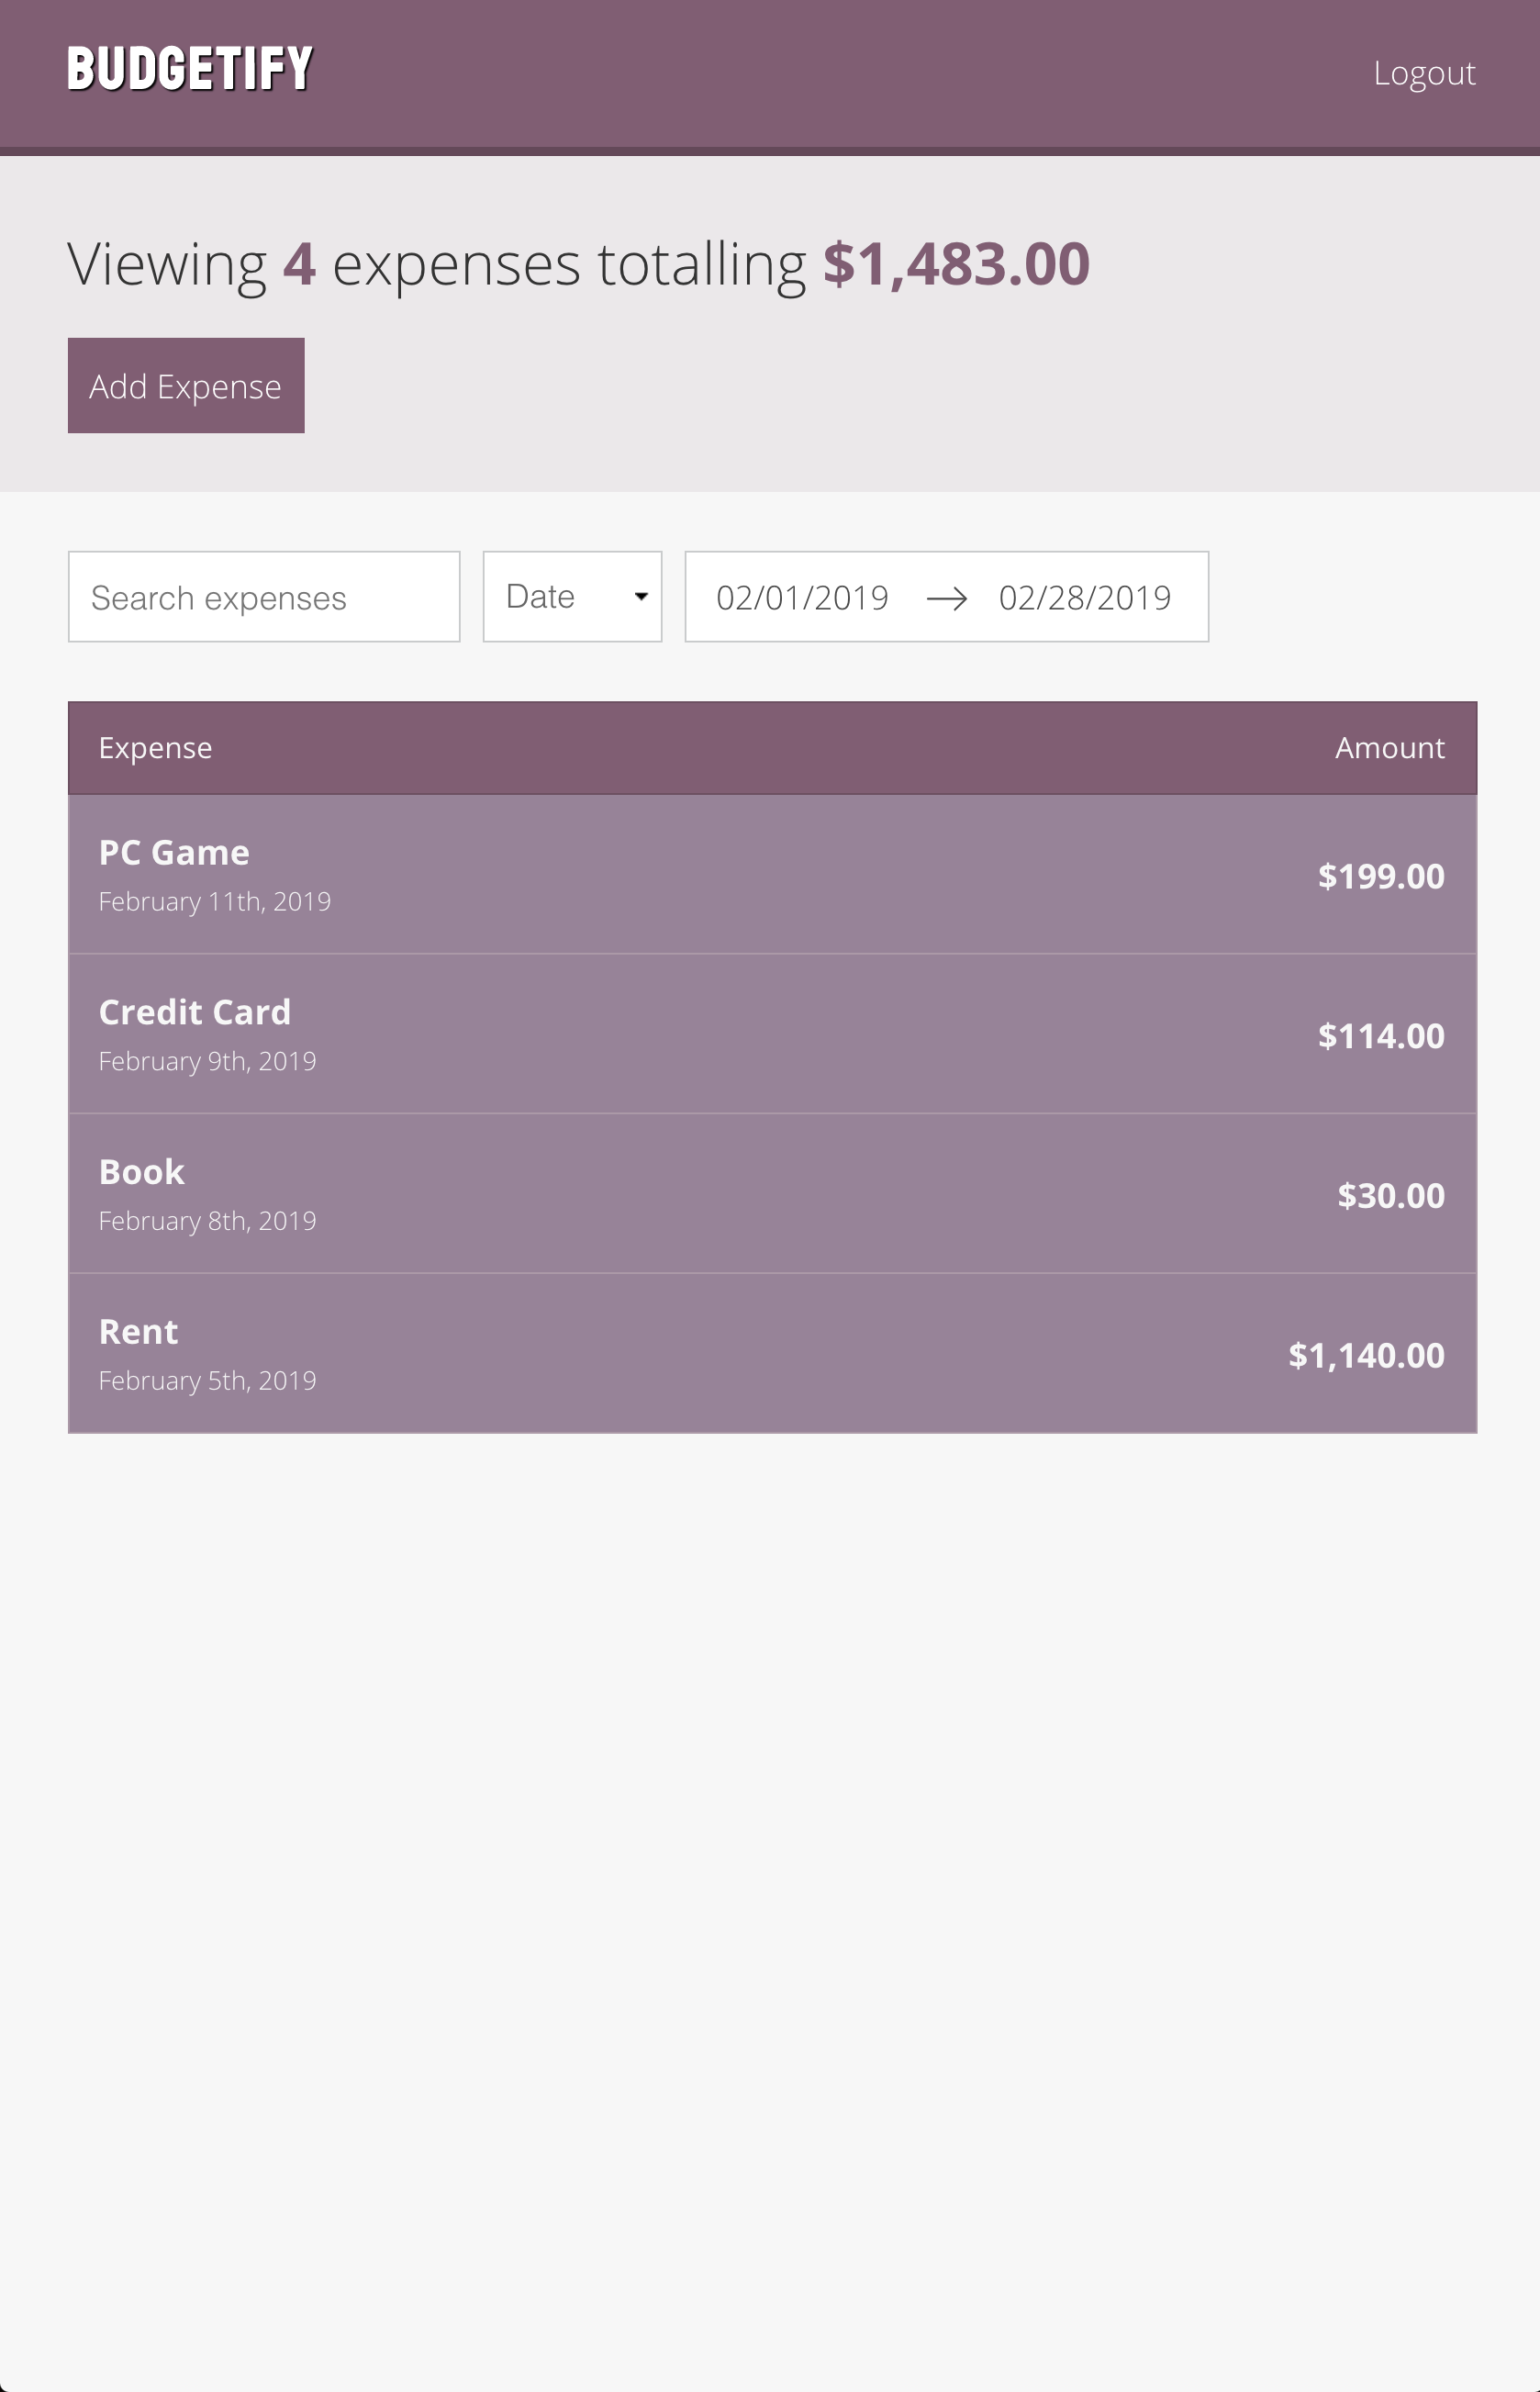 BUDGETIFY
Logout
Viewing 4 expenses totalling $1,483.00
Add Expense
Search expenses
Date
02/01/2019 → 02/28/2019
Expense
Amount
PC Game
February 11th, 2019
$199.00
Credit Card
February 9th, 2019
$114.00
Book
February 8th, 2019
$30.00
Rent
February 5th, 2019
$1,140.00